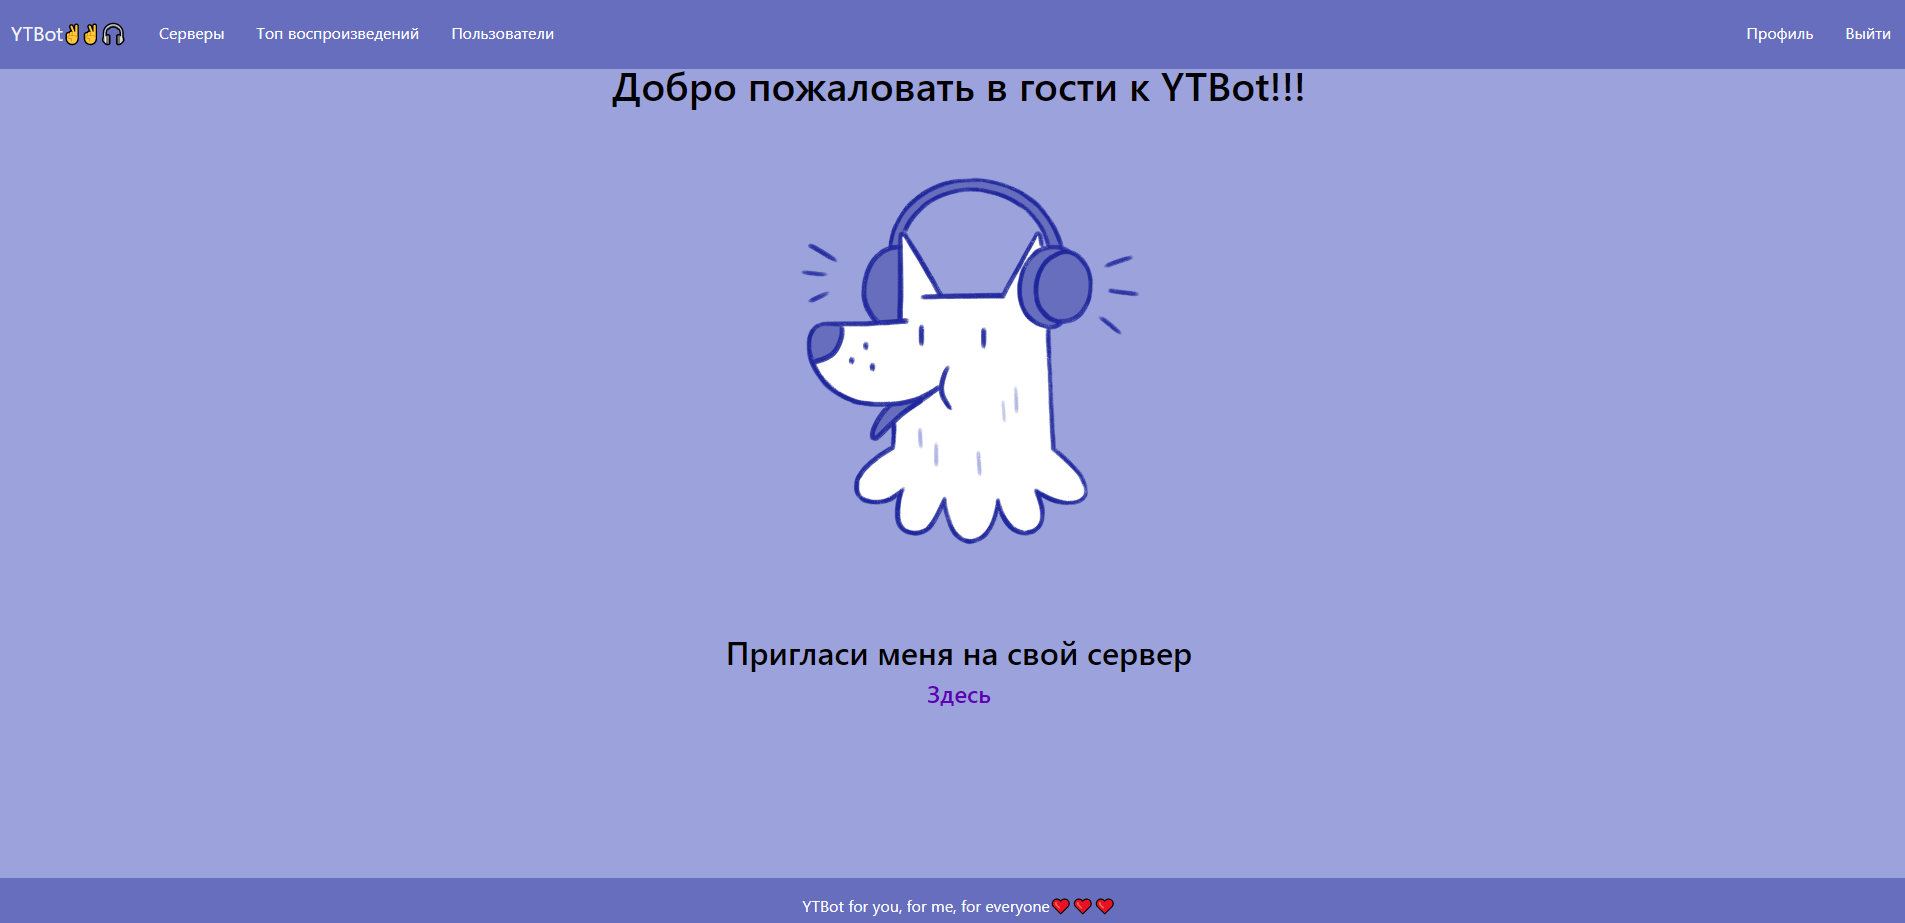 YTBot✌✌🎧 Серверы Топ воспроизведений Пользователи Профиль Выйти
Добро пожаловать в гости к YTBot!!!
Пригласи меня на свой сервер
Здесь
YTBot for you, for me, for everyone❤❤❤